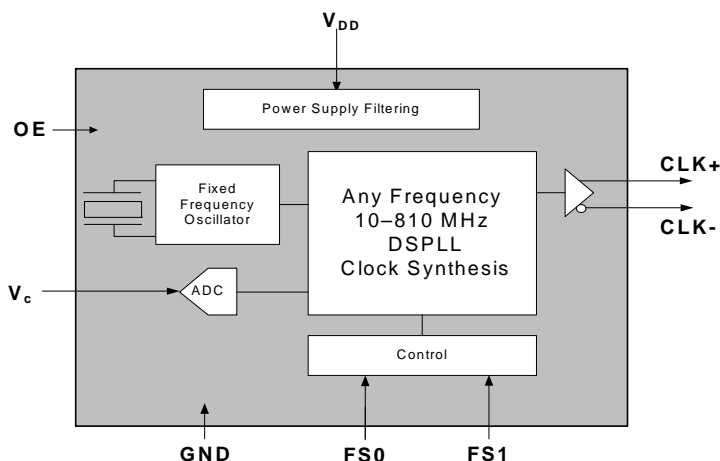 VDD
Power Supply Filtering
OE
Fixed
Frequency
Oscillator
Any Frequency
10–810 MHz
DSPLL
Clock Synthesis
CLK+
CLK-
Vc
ADC
Control
GND
FS0
FS1